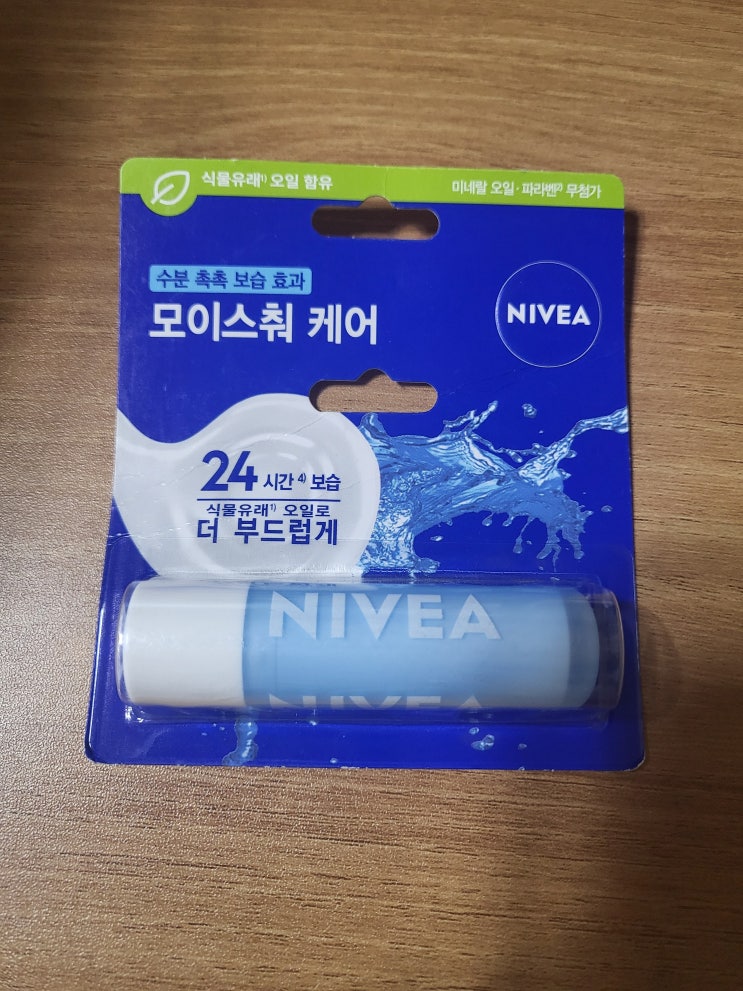 식물유래¹⁾ 오일 함유
미네랄 오일·파라벤²⁾ 무첨가
수분 촉촉 보습 효과
모이스춰 케어
NIVEA
24 시간 ⁴⁾ 보습
식물유래¹⁾ 오일로
더 부드럽게
NIVEA
NIVEA